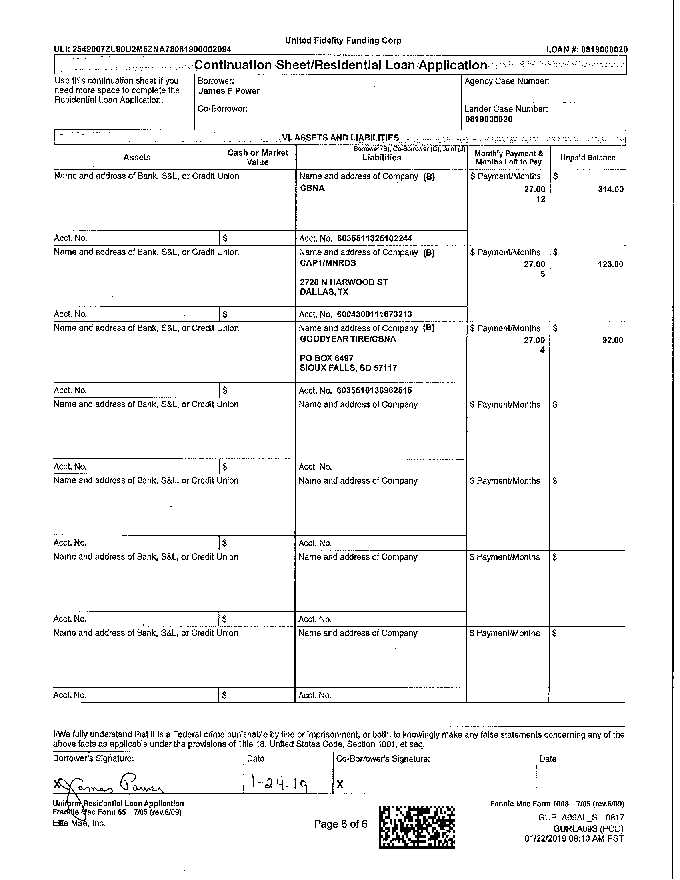 United Fidelity Funding Corp
LOAN #: 0819000020
Continuation Sheet/Residential Loan Application
Use this continuation sheet if you need more space to complete the Residential Loan Application.
Borrower:
James F Power
Co-Borrower:
Agency Case Number:
Lender Case Number:
0819000020
VI. ASSETS AND LIABILITIES
Borrower (B), Co-Borrower (C), Joint (J)
Assets
Cash or Market Value
Liabilities
Monthly Payment & Months Left to Pay
Unpaid Balance
Name and address of Bank, S&L, or Credit Union
Name and address of Company (B)
$ Payment/Months
$
CBNA
27.00
314.00
12
Acct. No.
$
Acct. No.
Name and address of Bank, S&L, or Credit Union
Name and address of Company (B)
$ Payment/Months
$
CAP1/MNRDS
27.00
123.00
5
2720 N HARWOOD ST
DALLAS, TX
Acct. No.
$
Acct. No.
Name and address of Bank, S&L, or Credit Union
Name and address of Company (B)
$ Payment/Months
$
GOODYEAR TIRE/CBNA
27.00
92.00
4
PO BOX 6497
SIOUX FALLS, SD 57117
Acct. No.
$
Acct. No.
Name and address of Bank, S&L, or Credit Union
Name and address of Company
$ Payment/Months
$
Acct. No.
$
Acct. No.
Name and address of Bank, S&L, or Credit Union
Name and address of Company
$ Payment/Months
$
Acct. No.
$
Acct. No.
Name and address of Bank, S&L, or Credit Union
Name and address of Company
$ Payment/Months
$
Acct. No.
$
Acct. No.
Name and address of Bank, S&L, or Credit Union
Name and address of Company
$ Payment/Months
$
Acct. No.
$
Acct. No.
I/We fully understand that it is a Federal crime punishable by fine or imprisonment, or both, to knowingly make any false statements concerning any of the
above facts as applicable under the provisions of Title 18, United States Code, Section 1001, et seq.
Borrower's Signature:
Date
Co-Borrower's Signature:
Date
X James Power
1-24-19
X
Uniform Residential Loan Application
Freddie Mac Form 65 7/05 (rev.6/09)
Fannie Mae Form 1003 7/05 (rev.6/09)
Ellie Mae, Inc.
Page 6 of 6
GURLA09S (POC)
01/22/2019 08:10 AM PST